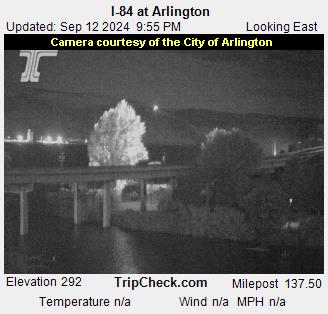 I-84 at Arlington
Updated: Sep 12 2024 9:55 PM Looking East
Camera courtesy of the City of Arlington
Elevation 292 TripCheck.com Milepost 137.50
Temperature n/a Wind n/a MPH n/a